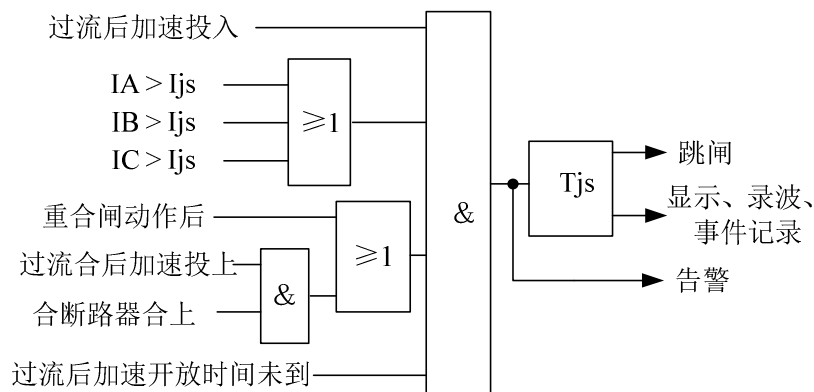 过流后加速投入
IA > Ijs
IB > Ijs
IC > Ijs
≥1
重合闸动作后
≥1
过流合后加速投上
&
合断路器合上
过流后加速开放时间未到
&
Tjs
跳闸
显示、录波、
事件记录
告警